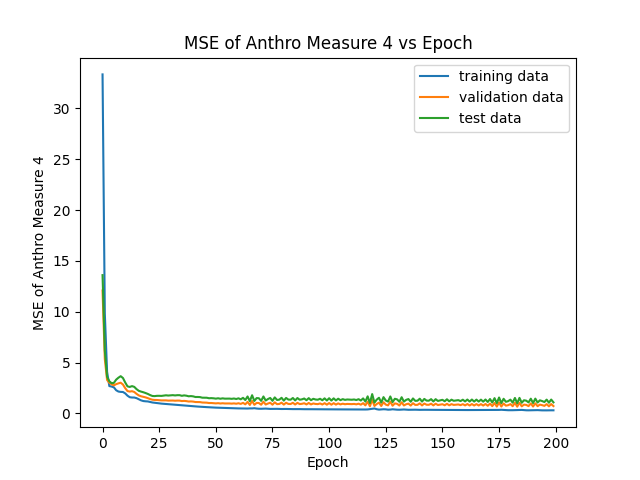 MSE of Anthro Measure 4 vs Epoch
training data
validation data
test data
MSE of Anthro Measure 4
30
25
20
15
10
5
0
0 25 50 75 100 125 150 175 200
Epoch